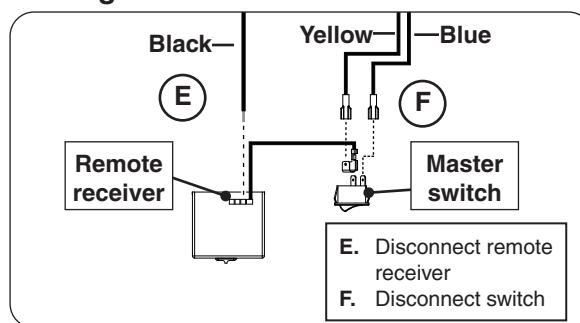 Black
Yellow
Blue
E
F
Remote
receiver
Master
switch
E. Disconnect remote
receiver
F. Disconnect switch